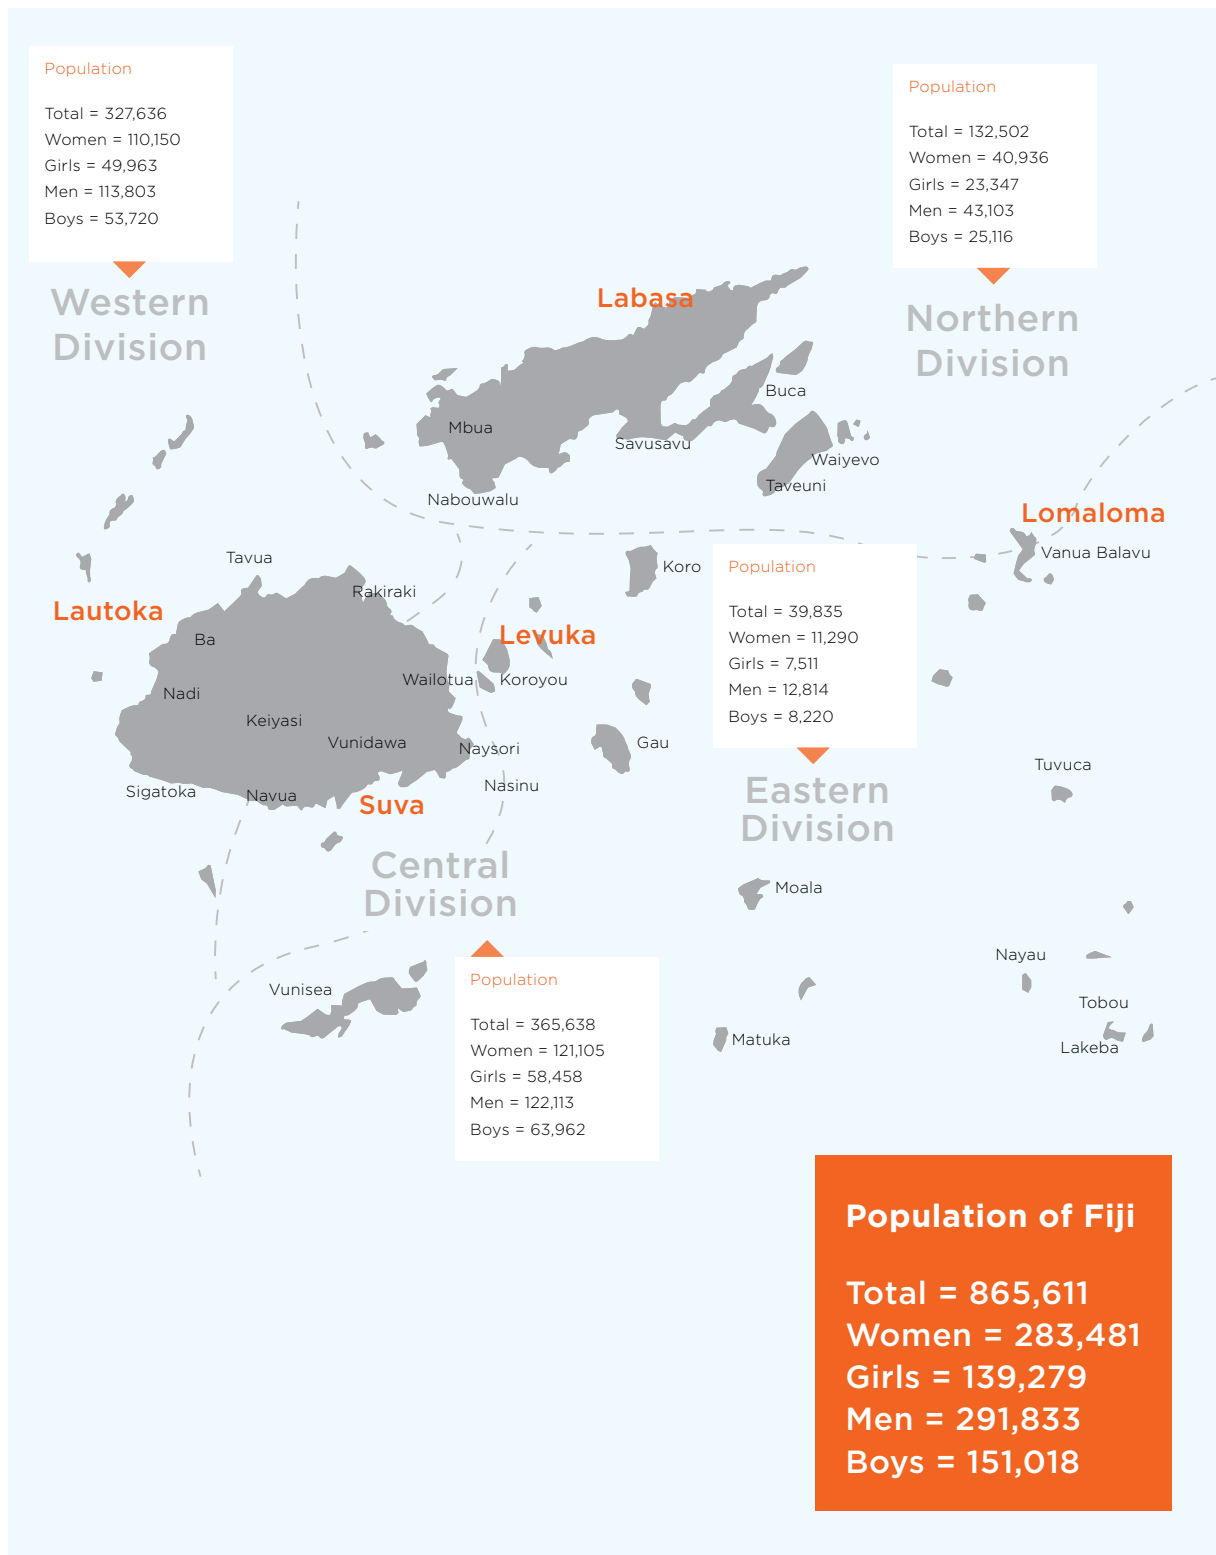 Population
Total = 327,636
Women = 110,150
Girls = 49,963
Men = 113,803
Boys = 53,720
Western
Division
Population
Total = 132,502
Women = 40,936
Girls = 23,347
Men = 43,103
Boys = 25,116
Northern
Division
Labasa
Buca
Mbua
Savusavu
Waiyevo
Taveuni
Nabouwalu
Lomaloma
Vanua Balavu
Tavua
Koro
Rakiraki
Lautoka
Ba
Levuka
Wailotua
Koroyou
Nadi
Keiyasi
Vunidawa
Naysori
Gau
Nasinu
Sigatoka
Navua
Suva
Population
Total = 39,835
Women = 11,290
Girls = 7,511
Men = 12,814
Boys = 8,220
Eastern
Division
Tuvuca
Central
Division
Moala
Nayau
Vunisea
Tobou
Matuka
Lakeba
Population
Total = 365,638
Women = 121,105
Girls = 58,458
Men = 122,113
Boys = 63,962
Population of Fiji
Total = 865,611
Women = 283,481
Girls = 139,279
Men = 291,833
Boys = 151,018